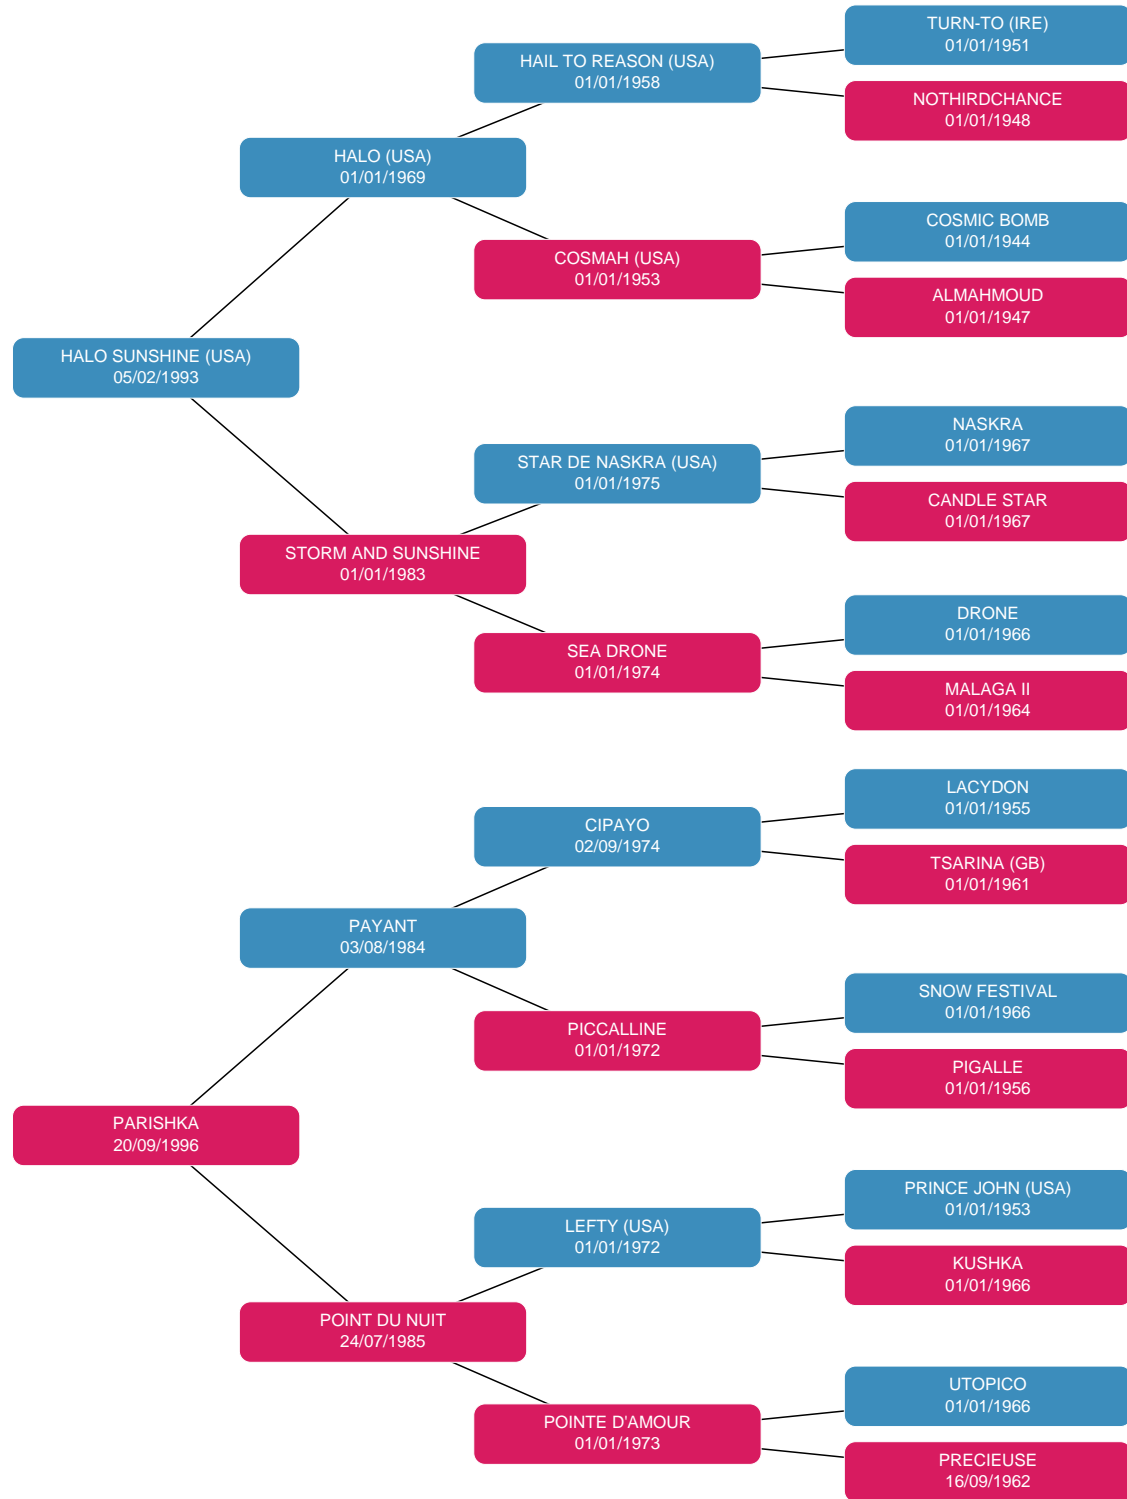 TURN-TO (IRE)
01/01/1951
HAIL TO REASON (USA)
01/01/1958
NOTHIRDCHANCE
01/01/1948
HALO (USA)
01/01/1969
COSMIC BOMB
01/01/1944
COSMAH (USA)
01/01/1953
ALMAHMOUD
01/01/1947
HALO SUNSHINE (USA)
05/02/1993
NASKRA
01/01/1967
STAR DE NASKRA (USA)
01/01/1975
CANDLE STAR
01/01/1967
STORM AND SUNSHINE
01/01/1983
DRONE
01/01/1966
SEA DRONE
01/01/1974
MALAGA II
01/01/1964
LACYDON
01/01/1955
CIPAYO
02/09/1974
TSARINA (GB)
01/01/1961
PAYANT
03/08/1984
SNOW FESTIVAL
01/01/1966
PICCALLINE
01/01/1972
PIGALLE
01/01/1956
PARISHKA
20/09/1996
PRINCE JOHN (USA)
01/01/1953
LEFTY (USA)
01/01/1972
KUSHKA
01/01/1966
POINT DU NUIT
24/07/1985
UTOPICO
01/01/1966
POINTE D'AMOUR
01/01/1973
PRECIEUSE
16/09/1962